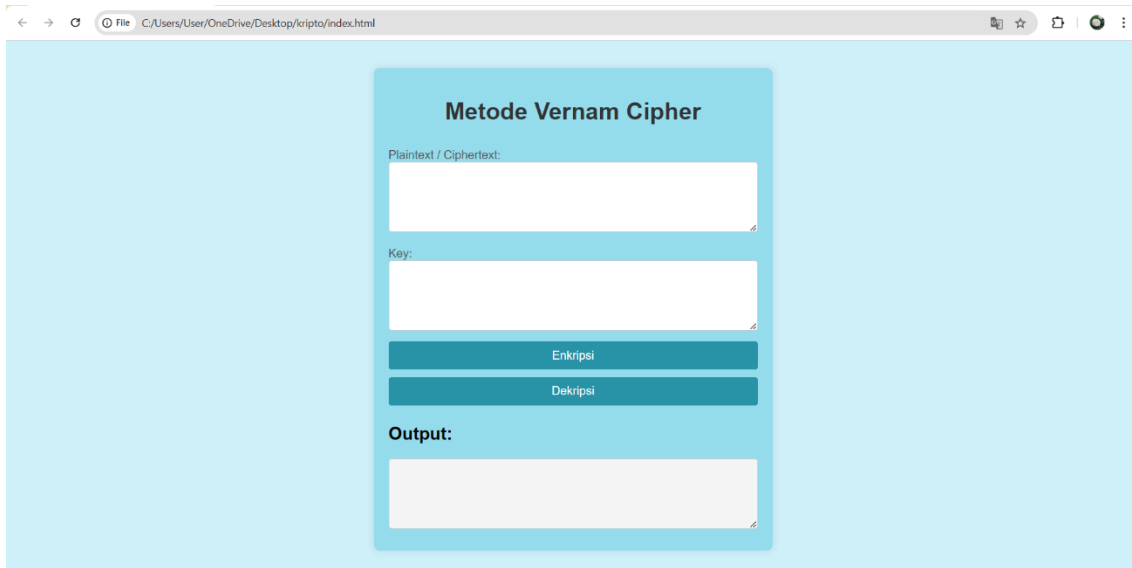 File C:/Users/User/OneDrive/Desktop/kripto/index.html
Metode Vernam Cipher
Plaintext / Ciphertext:
Key:
Enkripsi
Dekripsi
Output: